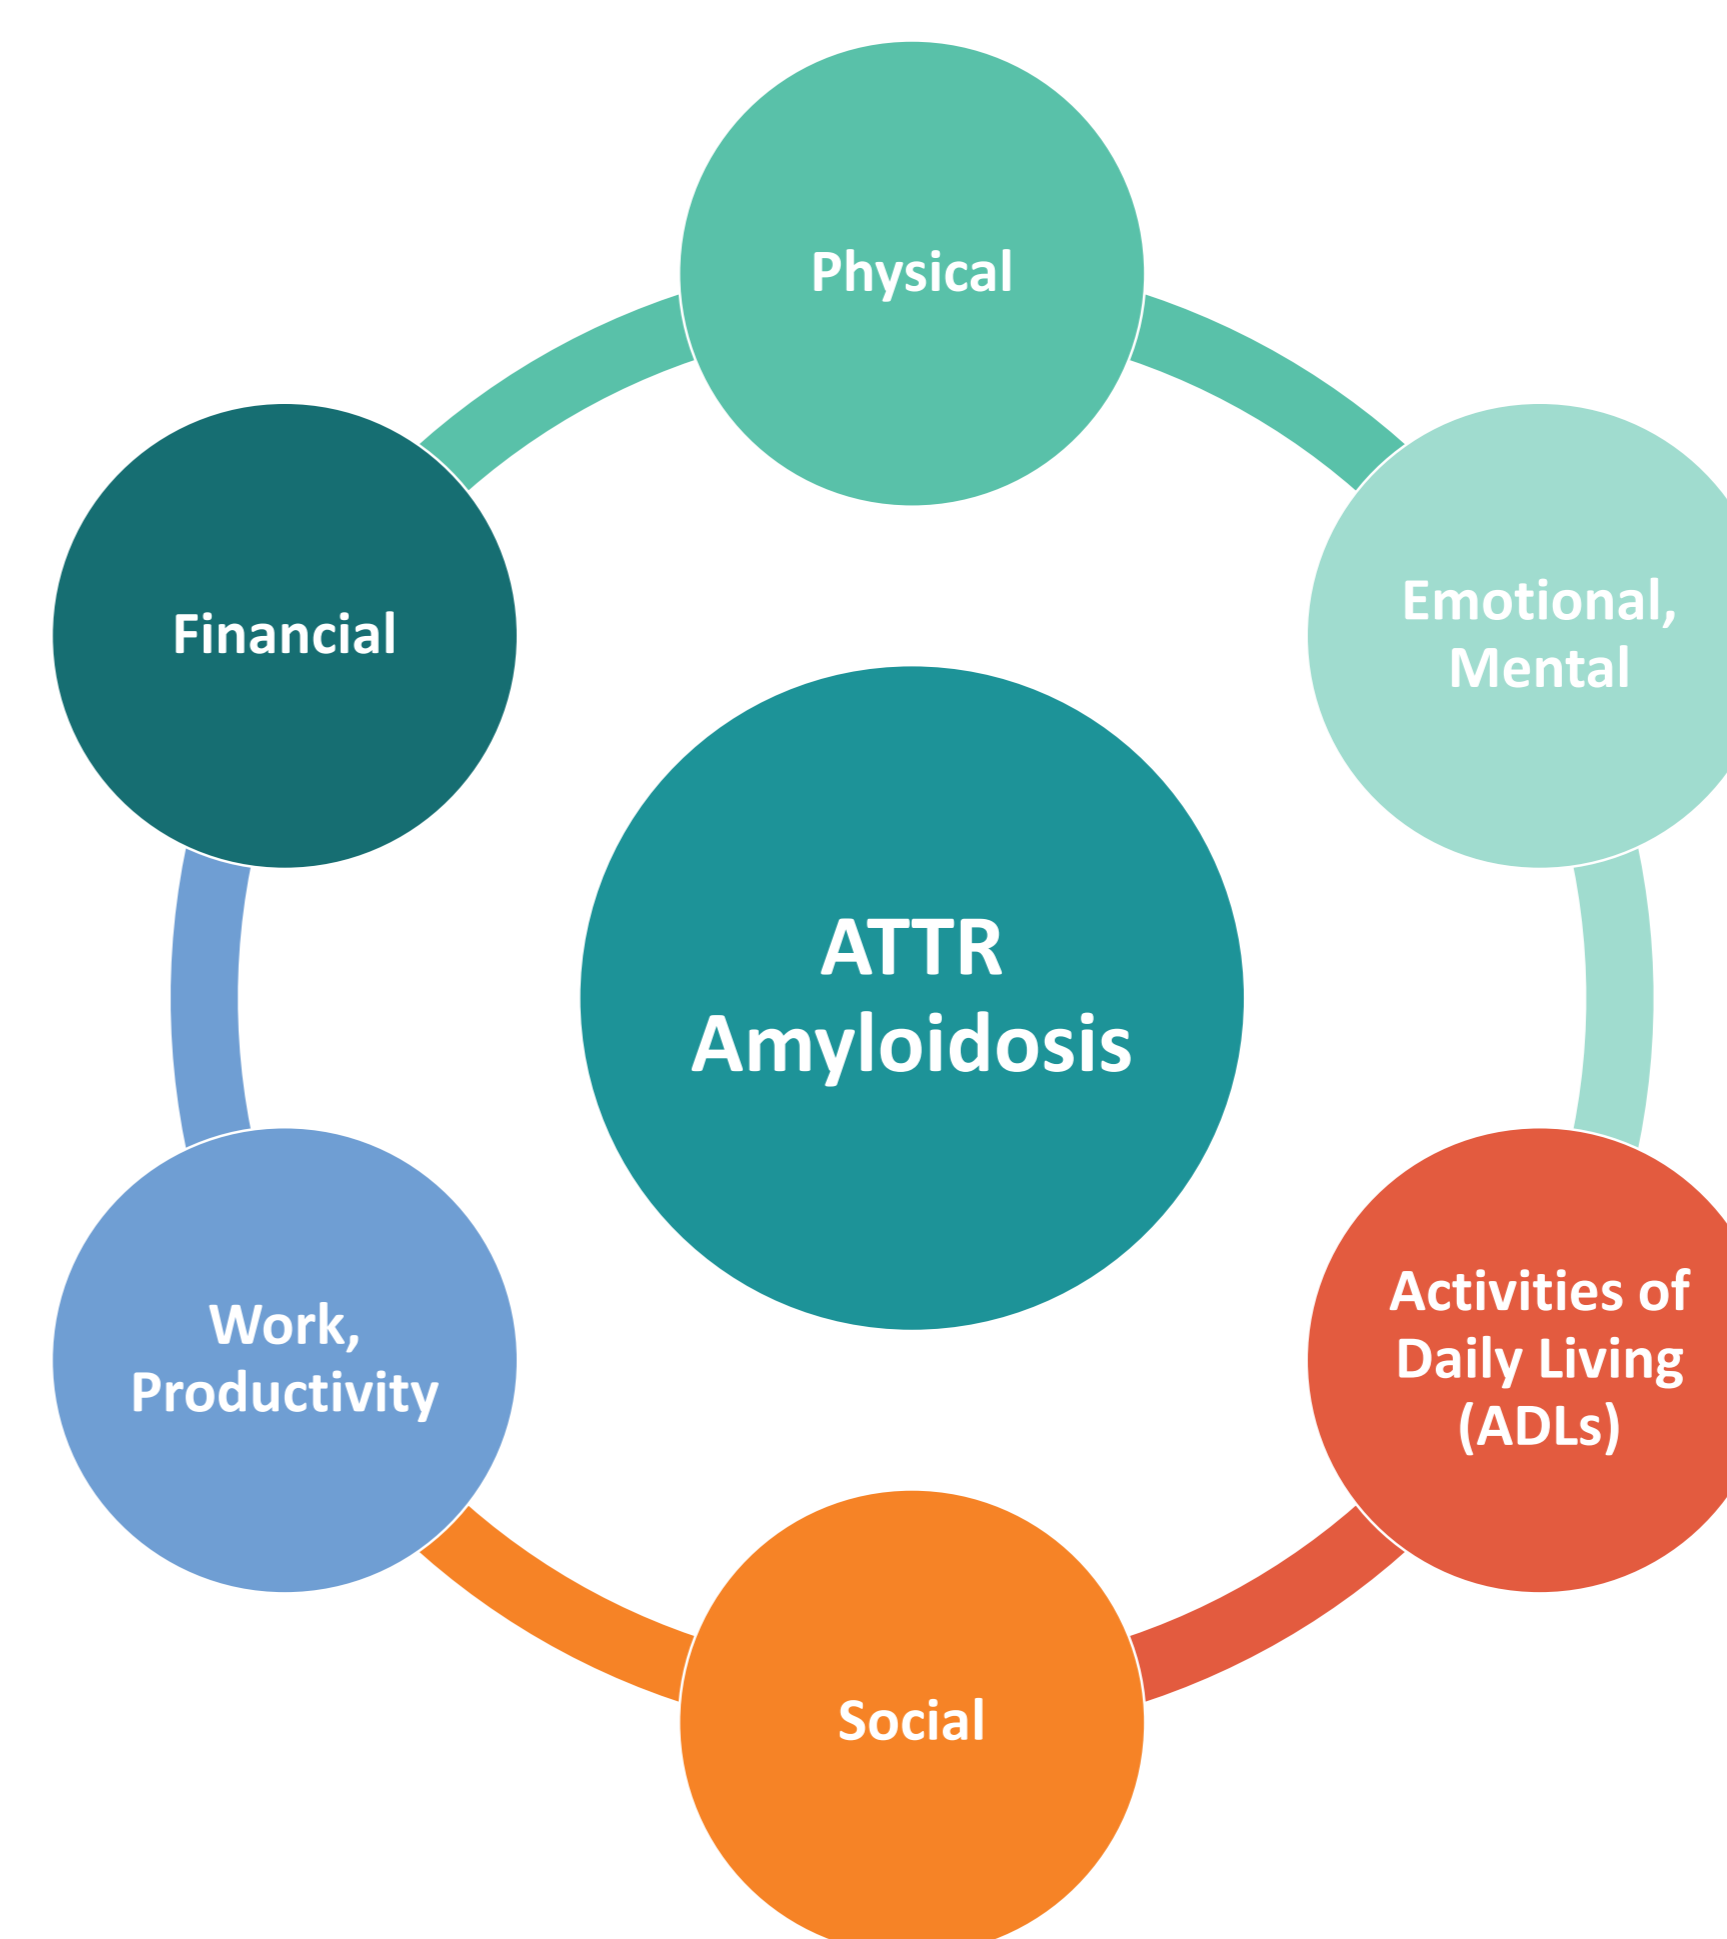 Physical
Emotional,
Mental
Financial
ATTR
Amyloidosis
Activities of
Daily Living
(ADLs)
Work,
Productivity
Social